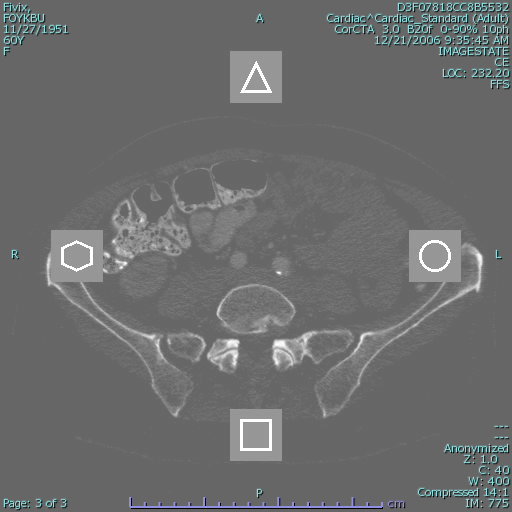 Fivix,
FOYKBU
11/27/1951
60Y
F
A
D3F07818CC8B5532
Cardiac^Cardiac_Standard (Adult)
CorCTA 3.0 B20f 0-90% 10ph
12/21/2006 9:35:45 AM
IMAGESTATE
CE
LOC: 232.20
FFS
R
L
---
---
Anonymized
Z: 1.0
C: 40
W: 400
Compressed 14:1
IM: 775
Page: 3 of 3
P
cm